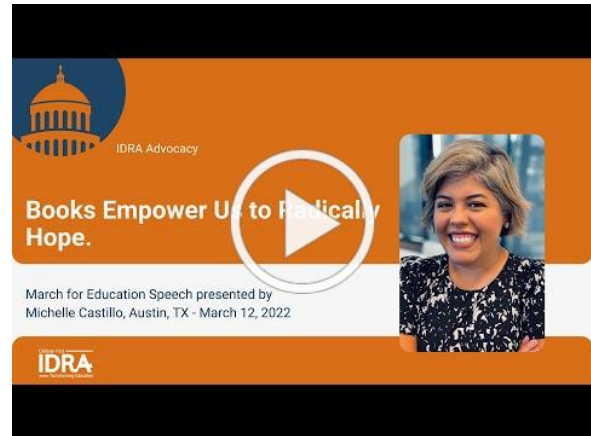 IDRA Advocacy
Books Empower Us to Radically
Hope.
March for Education Speech presented by
Michelle Castillo, Austin, TX - March 12, 2022
IDRA